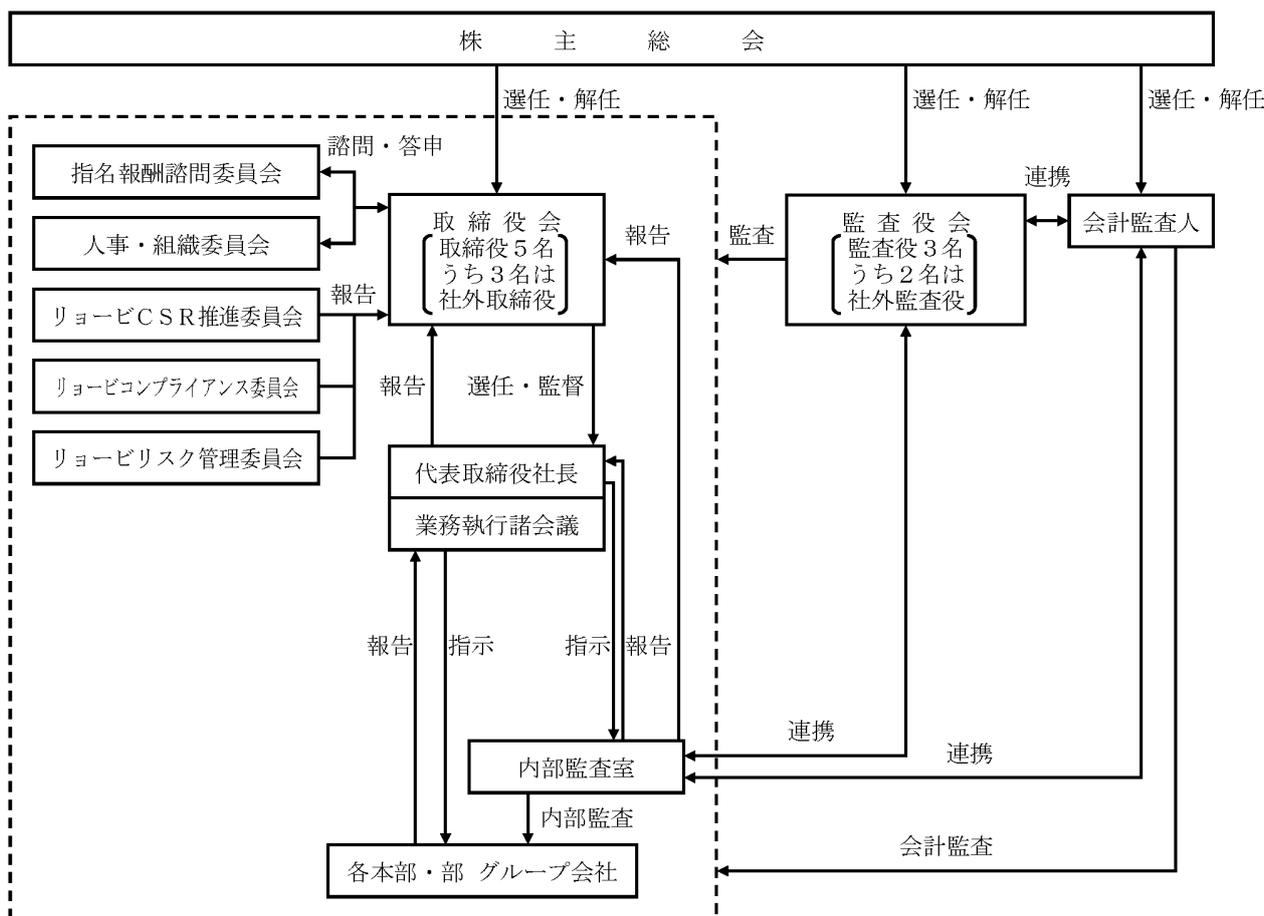 株主総会
選任・解任
選任・解任
選任・解任
諮問・答申
指名報酬諮問委員会
連携
人事・組織委員会
取締役会
取締役５名
うち３名は
社外取締役
報告
監査
監査役会
監査役３名
うち２名は
社外監査役
会計監査人
報告
リョービＣＳＲ推進委員会
リョービコンプライアンス委員会
報告
選任・監督
リョービリスク管理委員会
代表取締役社長
業務執行諸会議
報告
指示
指示
報告
連携
連携
内部監査室
内部監査
会計監査
各本部・部 グループ会社